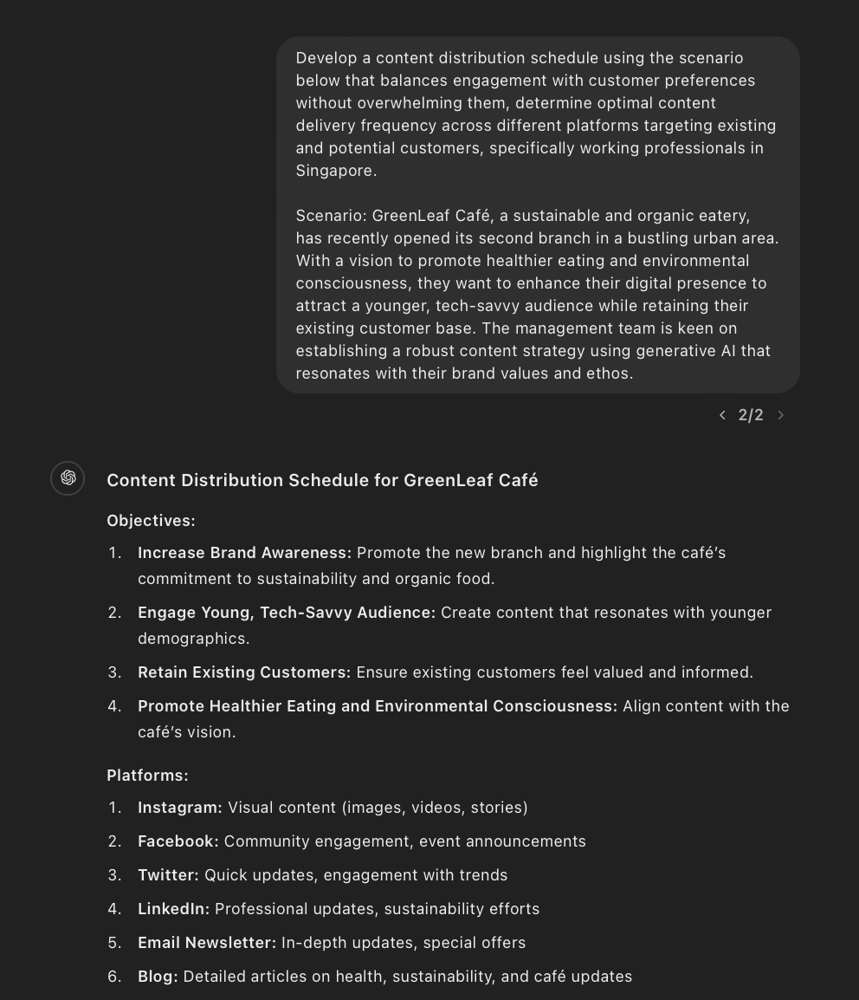 Develop a content distribution schedule using the scenario
below that balances engagement with customer preferences
without overwhelming them, determine optimal content
delivery frequency across different platforms targeting existing
and potential customers, specifically working professionals in
Singapore.
Scenario: GreenLeaf Café, a sustainable and organic eatery,
has recently opened its second branch in a bustling urban area.
With a vision to promote healthier eating and environmental
consciousness, they want to enhance their digital presence to
attract a younger, tech-savvy audience while retaining their
existing customer base. The management team is keen on
establishing a robust content strategy using generative AI that
resonates with their brand values and ethos.
2/2
Content Distribution Schedule for GreenLeaf Café
Objectives:
1. Increase Brand Awareness: Promote the new branch and highlight the café's
commitment to sustainability and organic food.
2. Engage Young, Tech-Savvy Audience: Create content that resonates with younger
demographics.
3. Retain Existing Customers: Ensure existing customers feel valued and informed.
4. Promote Healthier Eating and Environmental Consciousness: Align content with the
café's vision.
Platforms:
1. Instagram: Visual content (images, videos, stories)
2. Facebook: Community engagement, event announcements
3. Twitter: Quick updates, engagement with trends
4. LinkedIn: Professional updates, sustainability efforts
5. Email Newsletter: In-depth updates, special offers
6. Blog: Detailed articles on health, sustainability, and café updates